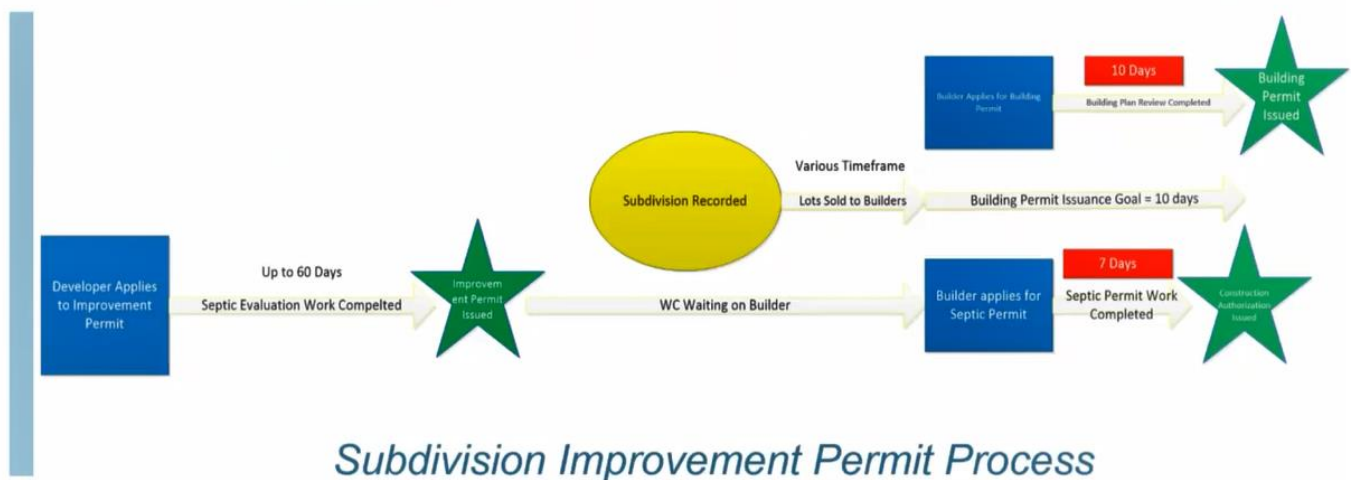 10 Days
Builder Applies for Building
Permit
Building Plan Review Completed
Building
Permit
Issued
Various Timeframe
Subdivision Recorded
Lots Sold to Builders
Building Permit Issuance Goal = 10 days
Developer Applies
to Improvement
Permit
Up to 60 Days
Septic Evaluation Work Compelted
Improvem
ent Permit
Issued
WC Waiting on Builder
Builder applies for
Septic Permit
7 Days
Septic Permit Work
Completed
Construction
Authorization
Issued
Subdivision Improvement Permit Process